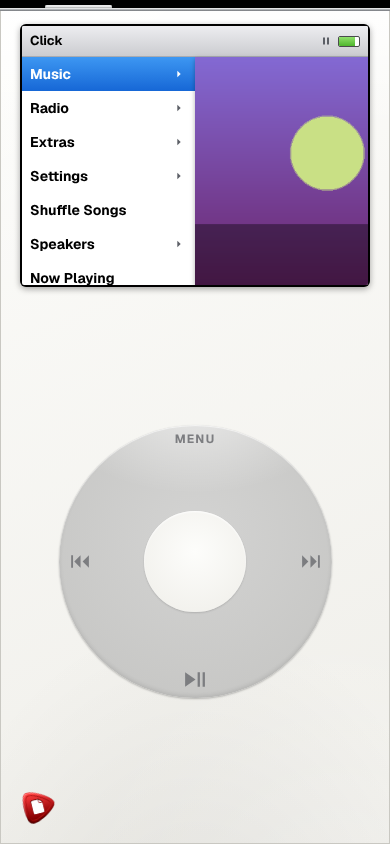 Click
Music
Radio
Extras
Settings
Shuffle Songs
Speakers
Now Playing
MENU